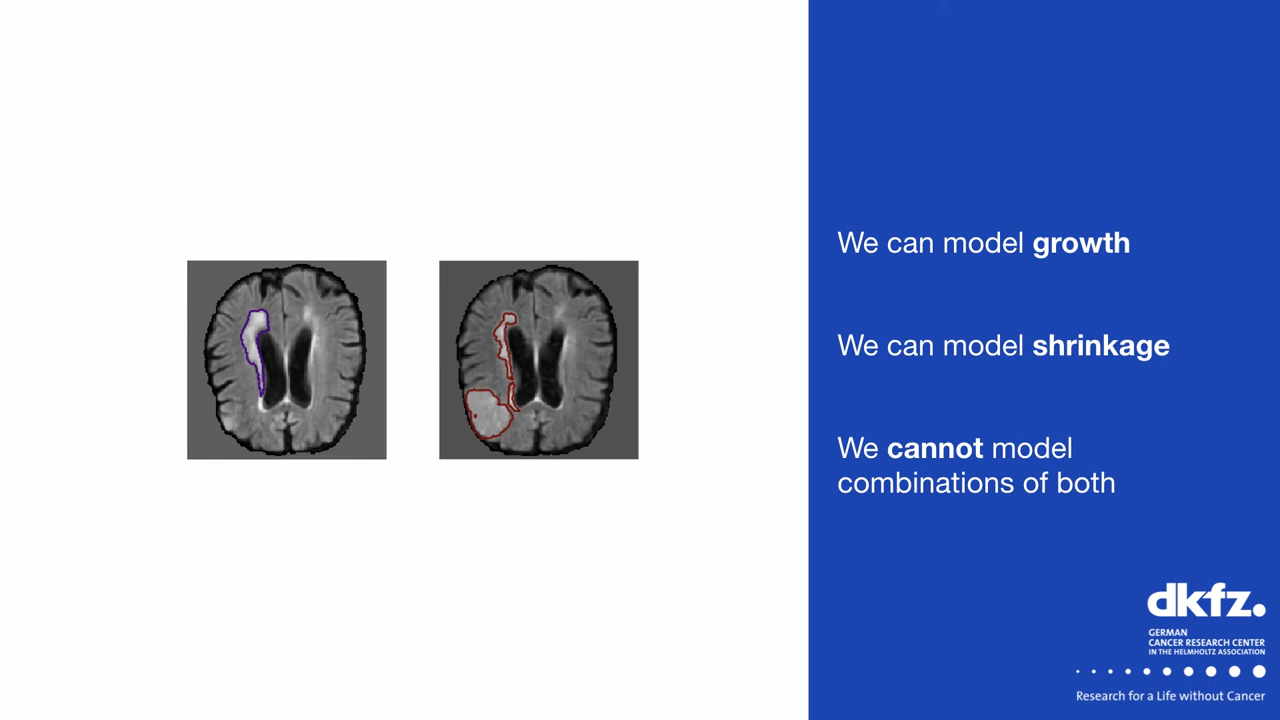 We can model growth
We can model shrinkage
We cannot model
combinations of both
dkfz.
GERMAN
CANCER RESEARCH CENTER
IN THE HELMHOLTZ ASSOCIATION
Research for a Life without Cancer